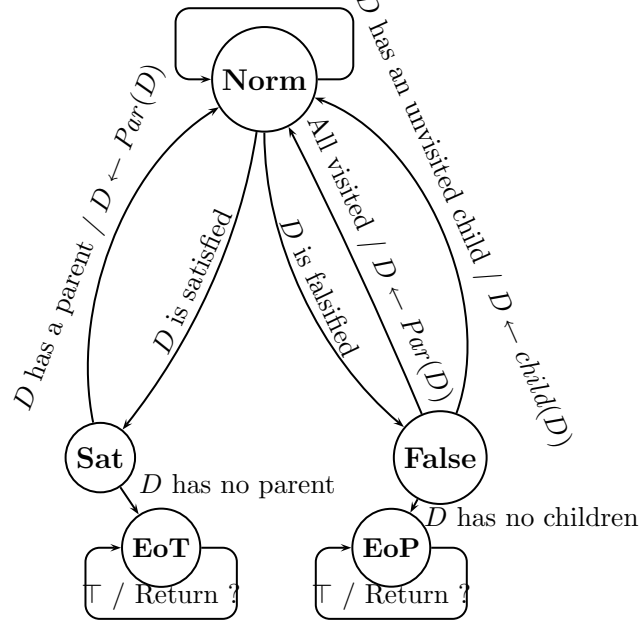 Norm
D has a parent / D ← Par(D)
D is satisfied
D is falsified
All visited / D ← Par(D)
D has an unvisited child / D ← child(D)
Sat
False
D has no parent
D has no children
EoT
EoP
⊤ / Return ?
⊤ / Return ?